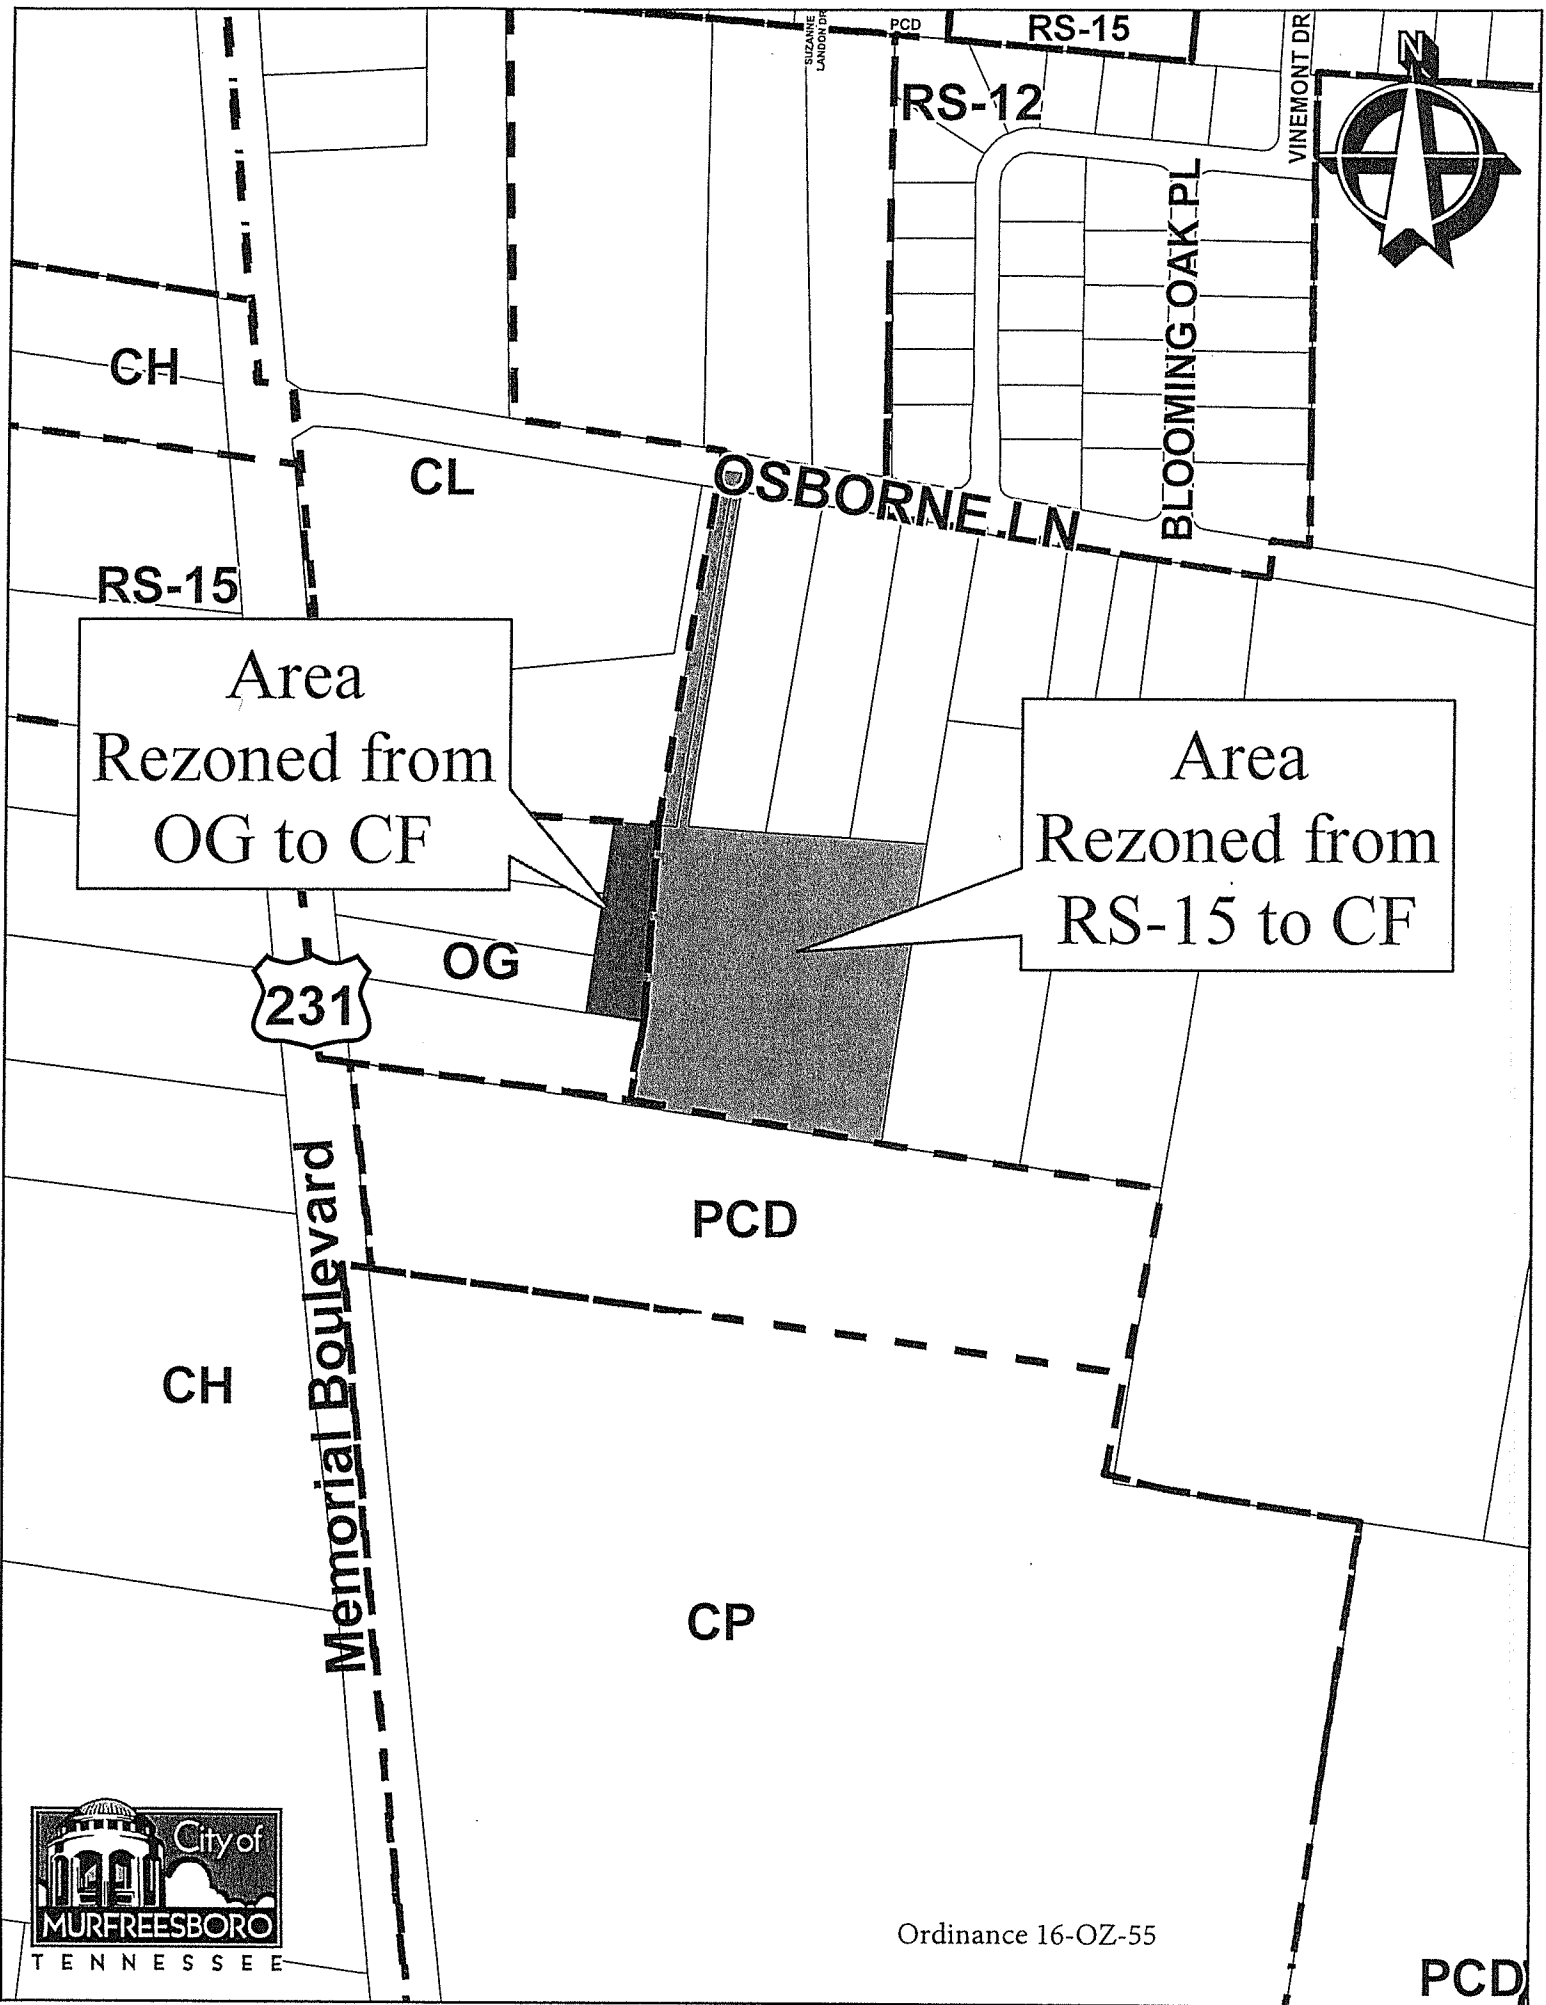 SUZANNE
LANDON DR
PCD
RS-15
VINEMONT DR
N
RS-12
BLOOMING OAK PL
CH
CL
OSBORNE LN
RS-15
Area
Rezoned from
OG to CF
Area
Rezoned from
RS-15 to CF
OG
231
PCD
Memorial Boulevard
CH
CP
City of
MURFREESBORO
TENNESSEE
Ordinance 16-OZ-55
PCD